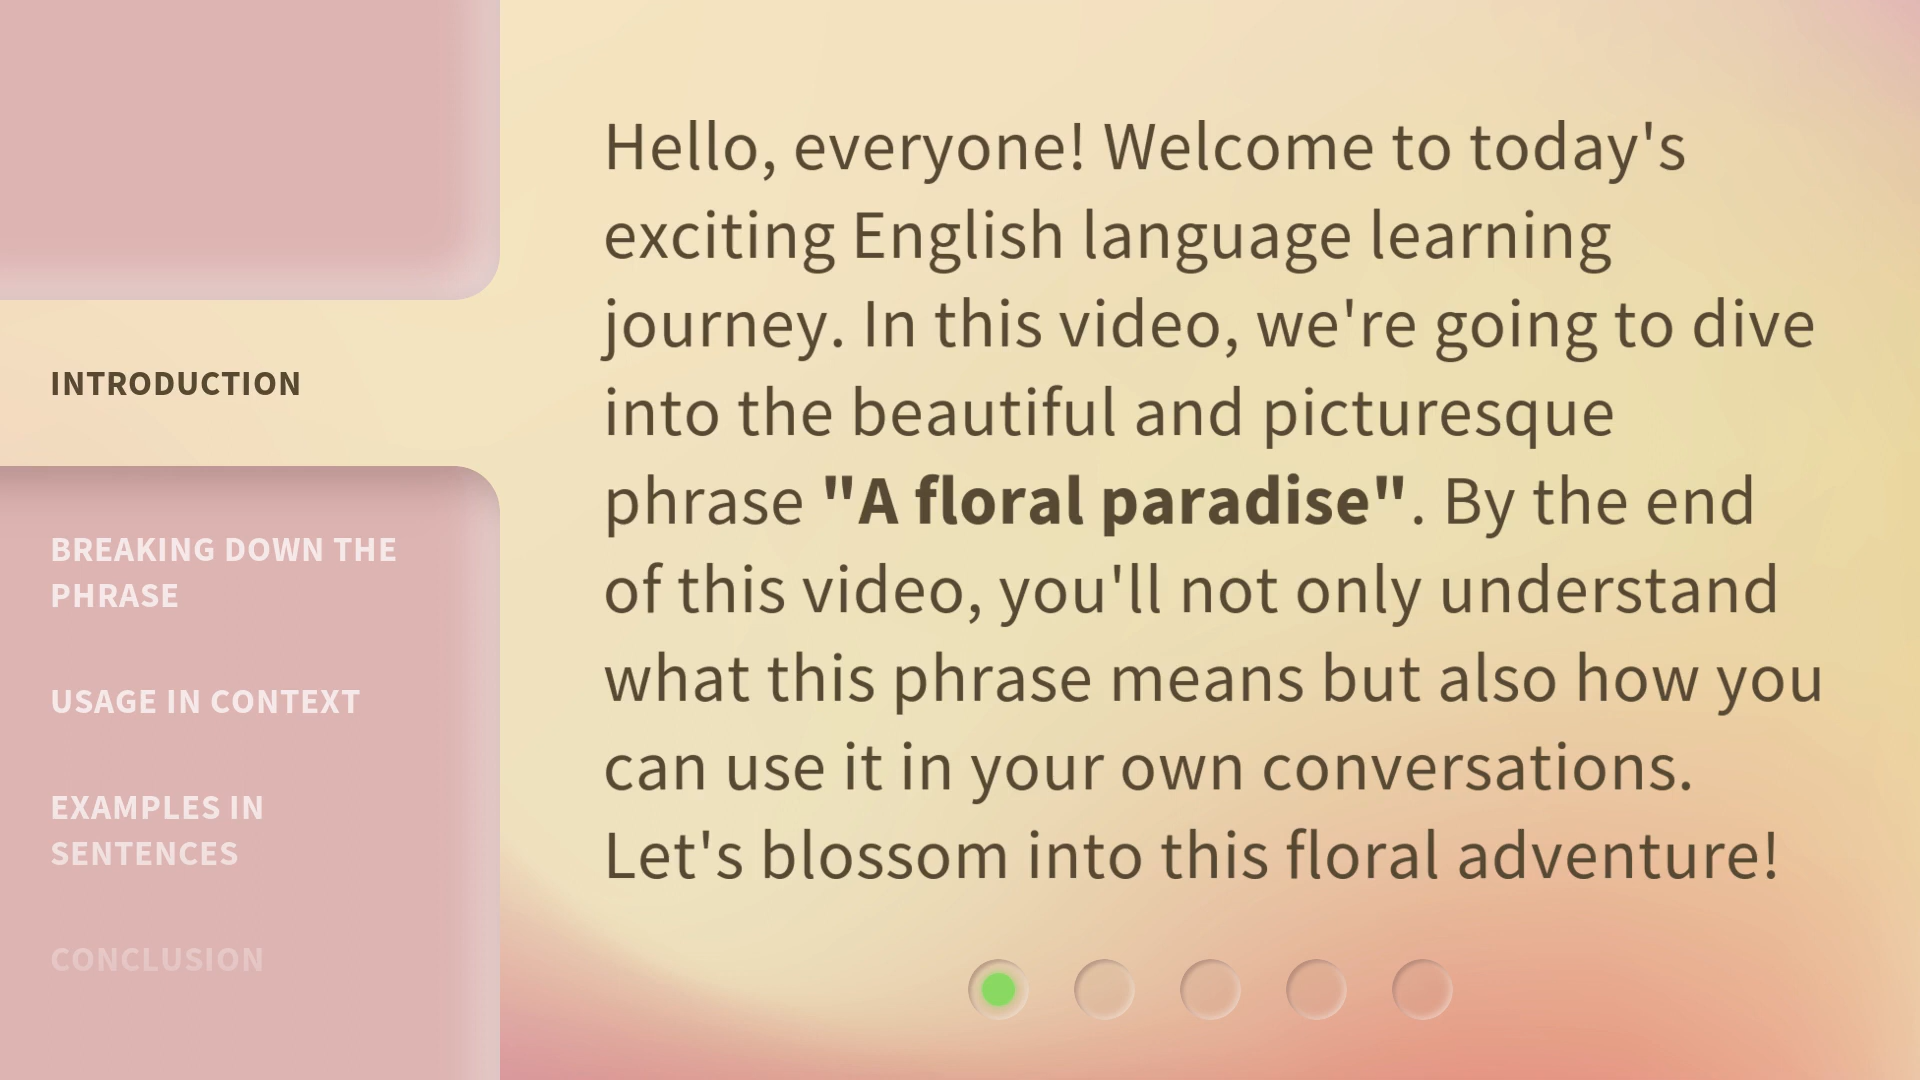 INTRODUCTION
BREAKING DOWN THE
PHRASE
USAGE IN CONTEXT
EXAMPLES IN
SENTENCES
CONCLUSION
Hello, everyone! Welcome to today's
exciting English language learning
journey. In this video, we're going to dive
into the beautiful and picturesque
phrase "A floral paradise". By the end
of this video, you'll not only understand
what this phrase means but also how you
can use it in your own conversations.
Let's blossom into this floral adventure!